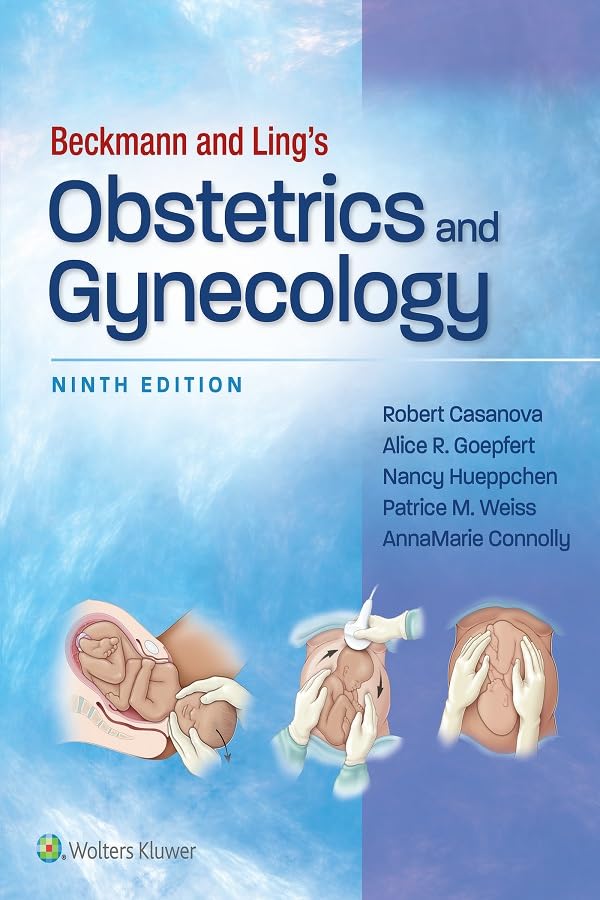 Beckmann and Ling's
Obstetrics and
Gynecology
NINTH EDITION
Robert Casanova
Alice R. Goepfert
Nancy Hueppchen
Patrice M. Weiss
AnnaMarie Connolly
Wolters Kluwer